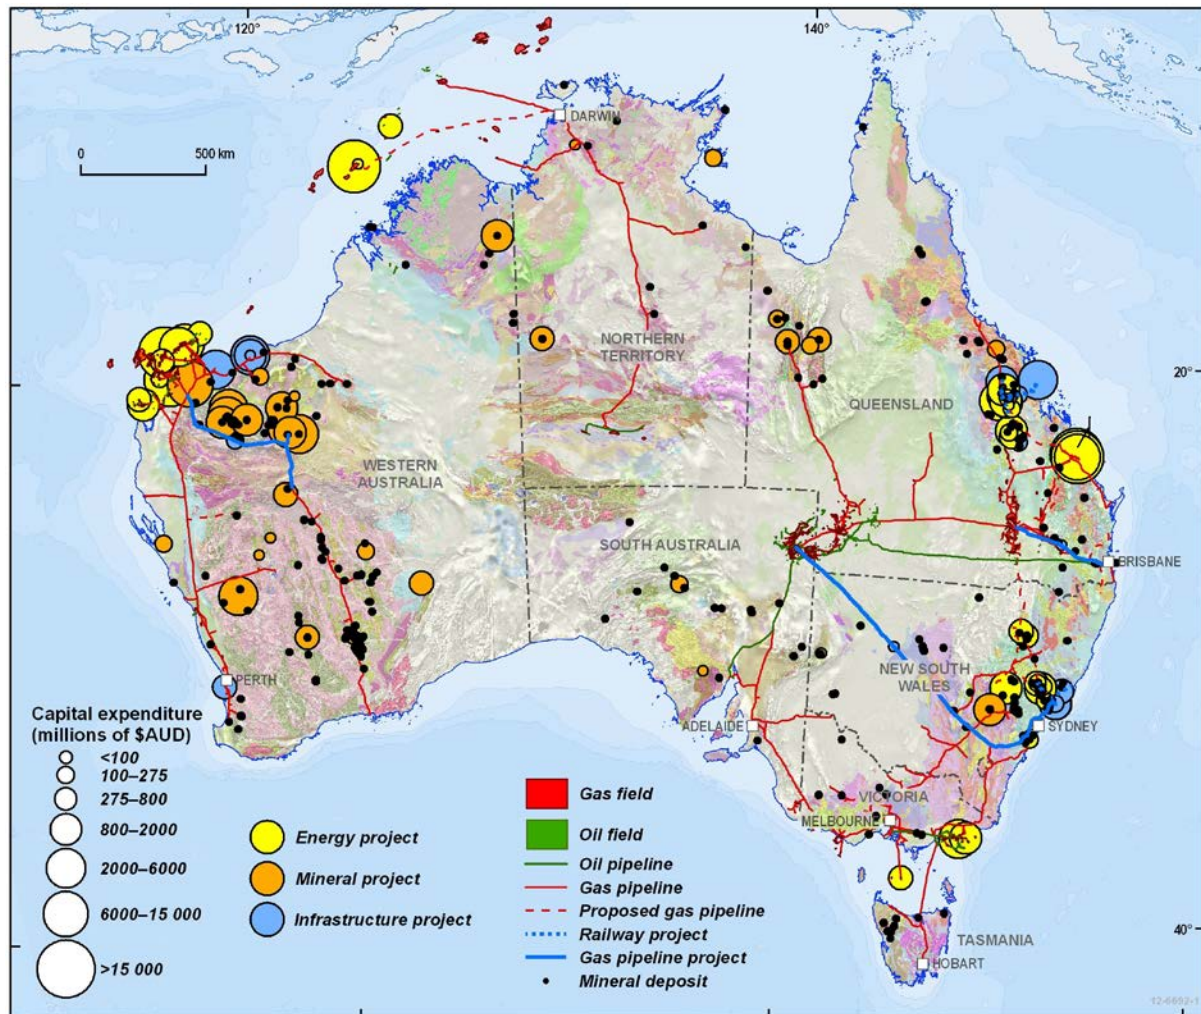 120°
140°
DARWIN
0
500 km
NORTHERN
TERRITORY
20°
QUEENSLAND
WESTERN
AUSTRALIA
SOUTH AUSTRALIA
BRISBANE
NEW SOUTH
WALES
PERTH
ADELAIDE
SYDNEY
Capital expenditure
(millions of $AUD)
<100
100–275
275–800
800–2000
2000–6000
6000–15 000
>15 000
Energy project
Mineral project
Infrastructure project
Gas field
Oil field
Oil pipeline
Gas pipeline
Proposed gas pipeline
Railway project
Gas pipeline project
Mineral deposit
VICTORIA
MELBOURNE
40°
TASMANIA
HOBART
12-6692-1